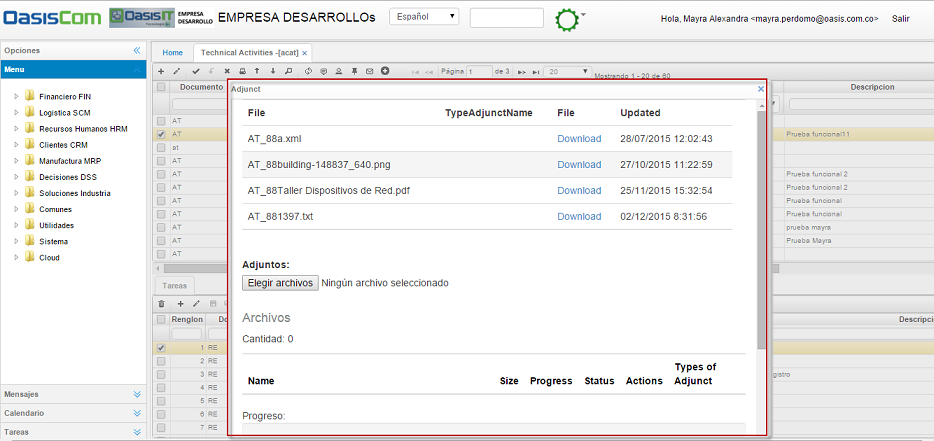 OasisCom OasisIT EMPRESA DESARROLLO EMPRESA DESARROLLOs Español Hola, Mayra Alexandra <mayra.perdomo@oasis.com.co> Salir
Opciones
Menu
Financiero FIN
Logistica SCM
Recursos Humanos HRM
Clientes CRM
Manufactura MRP
Decisiones DSS
Soluciones Industria
Comunes
Utilidades
Sistema
Cloud
Mensajes
Calendario
Tareas
Home Technical Activities -[acat] x
Página 1 de 3 20 Mostrando 1 - 20 de 60
Documento Descripcion
AT
AT Prueba funcional11
at
AT
AT Prueba funcional 2
AT Prueba funcional 2
AT Prueba funcional
AT Prueba funcional
AT prueba mayra
AT Prueba Mayra
AT
Adjunct x
File TypeAdjunctName File Updated
AT_88a.xml Download 28/07/2015 12:02:43
AT_88building-148837_640.png Download 27/10/2015 11:22:59
AT_88Taller Dispositivos de Red.pdf Download 25/11/2015 15:32:54
AT_881397.txt Download 02/12/2015 8:31:56
Adjuntos:
Elegir archivos Ningún archivo seleccionado
Archivos
Cantidad: 0
Name Size Progress Status Actions Types of Adjunct
Progreso:
Tareas
Renglon Do Descripci
1 RE
2 RE
3 RE gistro
4 RE
5 RE
6 RE
7 RE